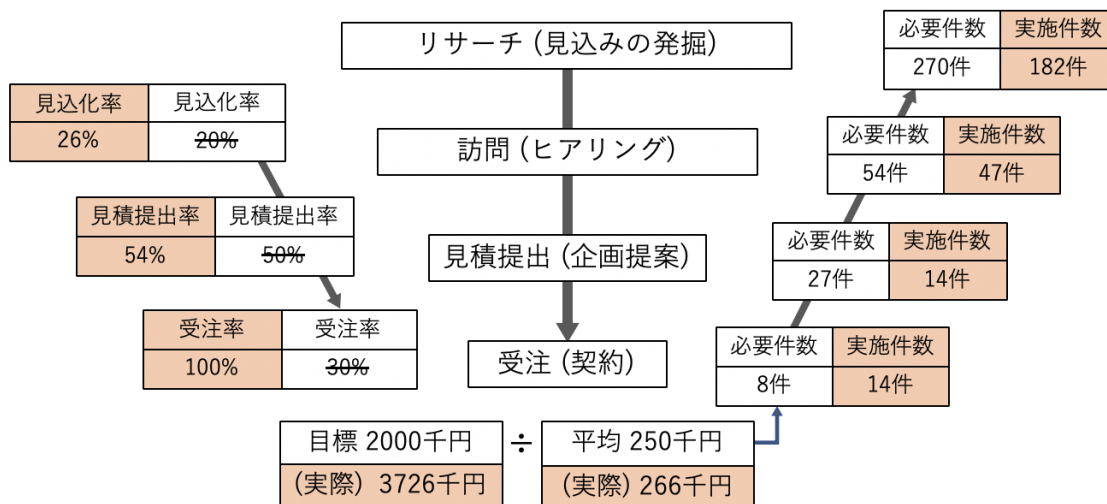 リサーチ (見込みの発掘)
必要件数 実施件数
270件 182件
見込化率 見込化率
26% 20%
訪問 (ヒアリング)
必要件数 実施件数
54件 47件
見積提出率 見積提出率
54% 50%
見積提出 (企画提案)
必要件数 実施件数
27件 14件
受注率 受注率
100% 30%
受注 (契約)
必要件数 実施件数
8件 14件
目標 2000千円 ÷ 平均 250千円
(実際) 3726千円 (実際) 266千円